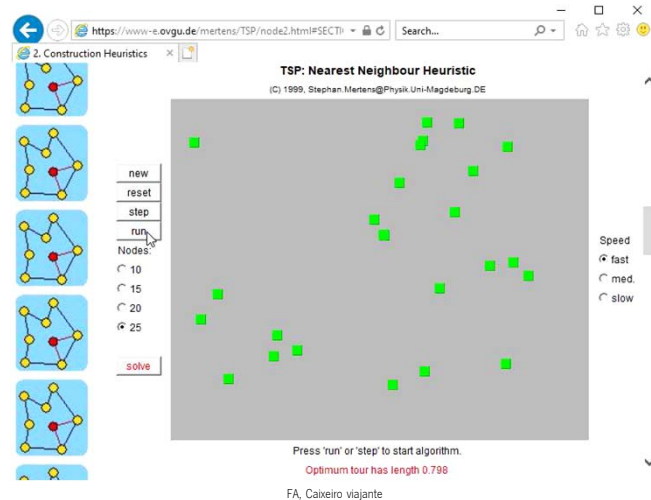 https://www-e.ovgu.de/mertens/TSP/node2.html#SECTI
Search...
2. Construction Heuristics
TSP: Nearest Neighbour Heuristic
(C) 1999, Stephan.Mertens@Physik.Uni-Magdeburg.DE
new
reset
step
run
Nodes:
10
15
20
25
solve
Speed
fast
med.
slow
Press 'run' or 'step' to start algorithm.
Optimum tour has length 0.798
FA, Caixeiro viajante